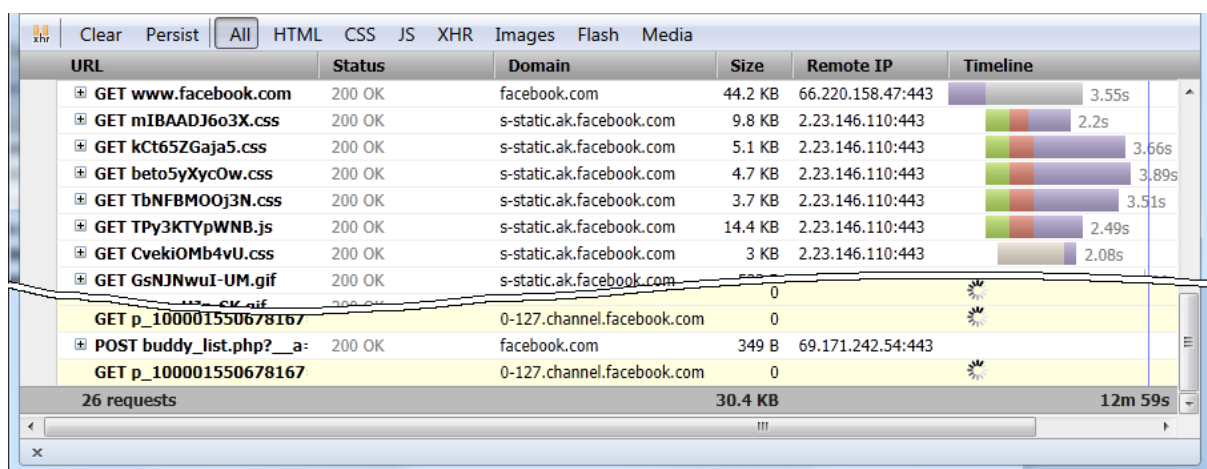 xhr Clear Persist All HTML CSS JS XHR Images Flash Media
URL Status Domain Size Remote IP Timeline
GET www.facebook.com 200 OK facebook.com 44.2 KB 66.220.158.47:443 3.55s
GET mIBAADJ6o3X.css 200 OK s-static.ak.facebook.com 9.8 KB 2.23.146.110:443 2.2s
GET kCt65ZGaja5.css 200 OK s-static.ak.facebook.com 5.1 KB 2.23.146.110:443 3.66s
GET beto5yXycOw.css 200 OK s-static.ak.facebook.com 4.7 KB 2.23.146.110:443 3.89s
GET TbNFBMOOj3N.css 200 OK s-static.ak.facebook.com 3.7 KB 2.23.146.110:443 3.51s
GET TPy3KTYpWNB.js 200 OK s-static.ak.facebook.com 14.4 KB 2.23.146.110:443 2.49s
GET CvekiOMb4vU.css 200 OK s-static.ak.facebook.com 3 KB 2.23.146.110:443 2.08s
GET GsNJNwuI-UM.gif 200 OK s-static.ak.facebook.com
200 OK 0
GET p_100001550678167 0-127.channel.facebook.com 0
POST buddy_list.php?__a= 200 OK facebook.com 349 B 69.171.242.54:443
GET p_100001550678167 0-127.channel.facebook.com 0
26 requests 30.4 KB 12m 59s